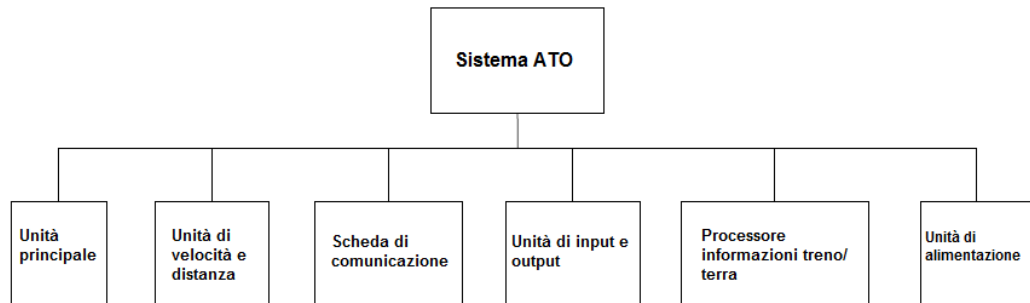 Sistema ATO
Unità
principale
Unità di
velocità e
distanza
Scheda di
comunicazione
Unità di input e
output
Processore
informazioni treno/
terra
Unità di
alimentazione